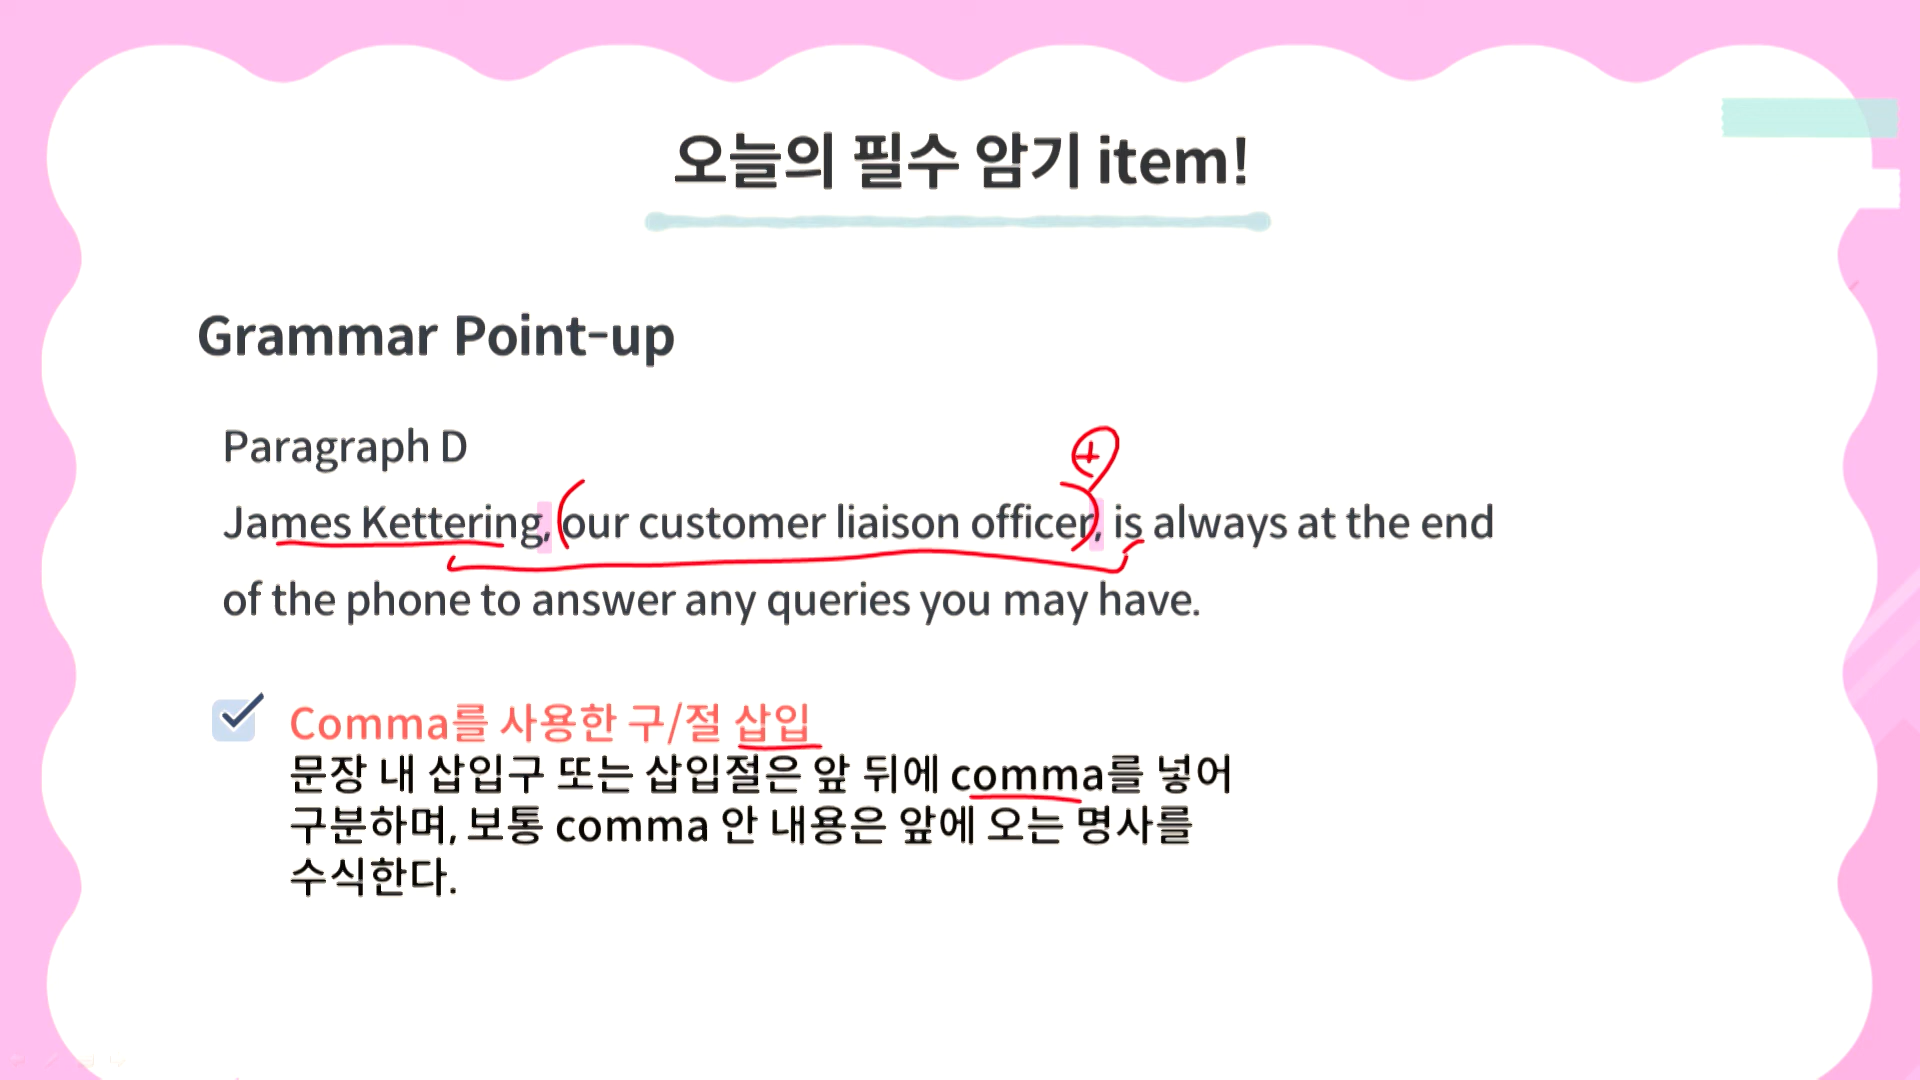 오늘의 필수 암기 item!
Grammar Point-up
Paragraph D
+
James Kettering, (our customer liaison officer), is always at the end
of the phone to answer any queries you may have.
Comma를 사용한 구/절 삽입
문장 내 삽입구 또는 삽입절은 앞 뒤에 comma를 넣어
구분하며, 보통 comma 안 내용은 앞에 오는 명사를
수식한다.